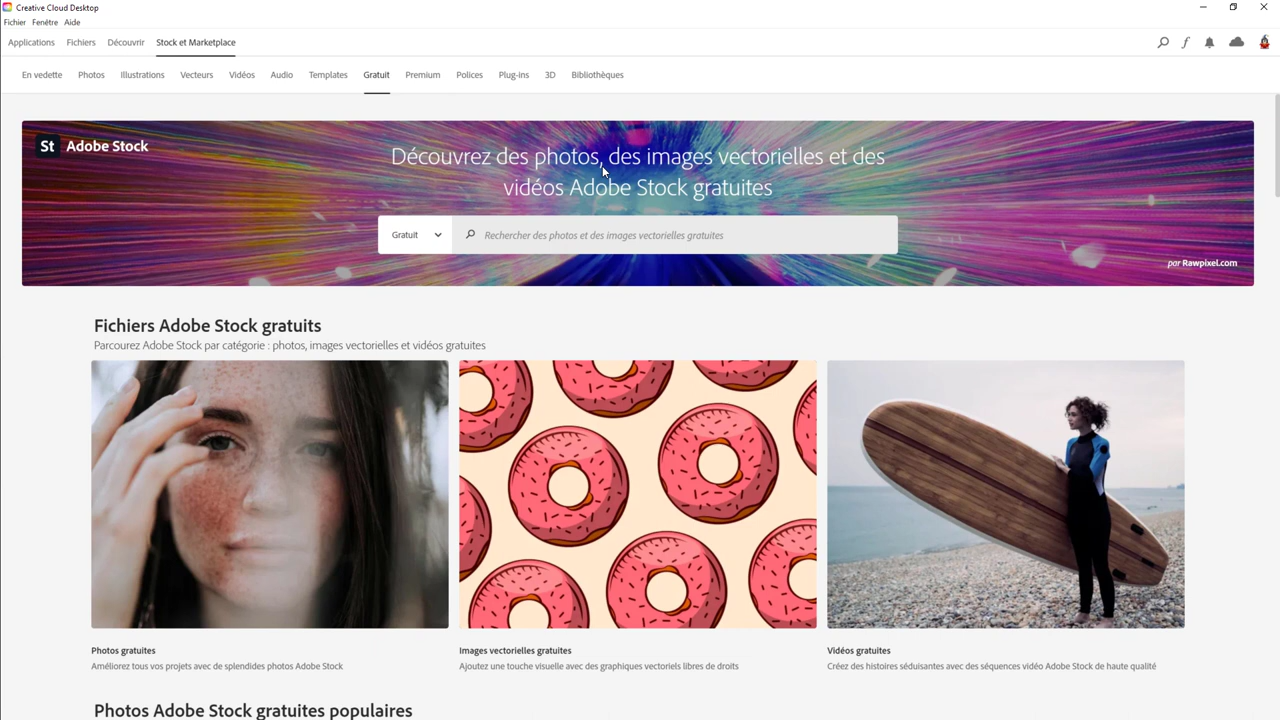 Creative Cloud Desktop
Fichier Fenêtre Aide
Applications Fichiers Découvrir Stock et Marketplace
En vedette Photos Illustrations Vecteurs Vidéos Audio Templates Gratuit Premium Polices Plug-ins 3D Bibliothèques
St Adobe Stock
Découvrez des photos, des images vectorielles et des
vidéos Adobe Stock gratuites
Gratuit Rechercher des photos et des images vectorielles gratuites
par Rawpixel.com
Fichiers Adobe Stock gratuits
Parcourez Adobe Stock par catégorie : photos, images vectorielles et vidéos gratuites
Photos gratuites Images vectorielles gratuites Vidéos gratuites
Améliorez tous vos projets avec de splendides photos Adobe Stock Ajoutez une touche visuelle avec des graphiques vectoriels libres de droits Créez des histoires séduisantes avec des séquences vidéo Adobe Stock de haute qualité
Photos Adobe Stock gratuites populaires